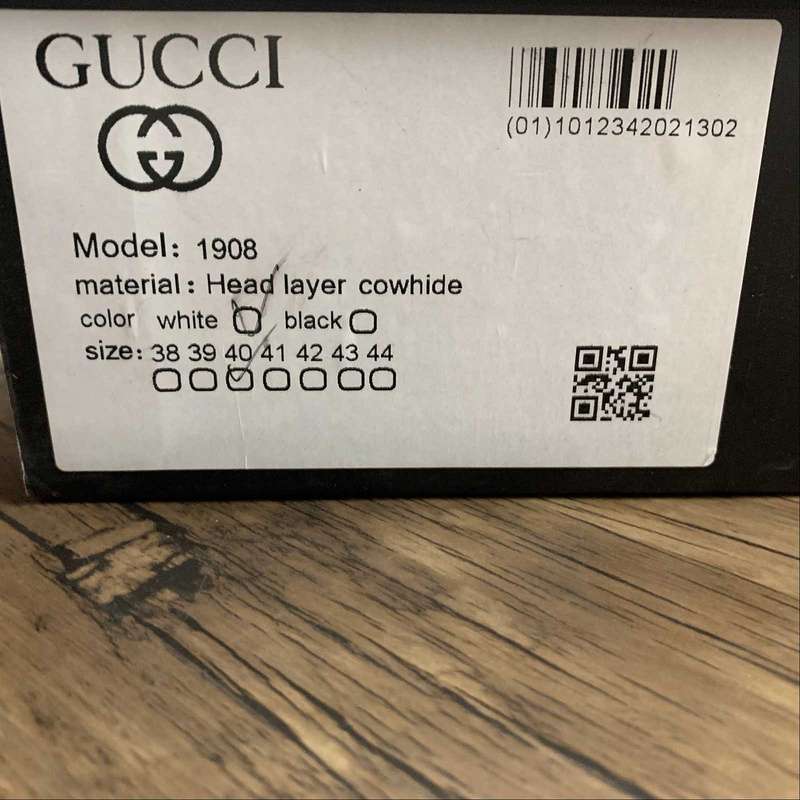 GUCCI
(01)1012342021302
Model: 1908
material: Head layer cowhide
color white black
size: 38 39 40 41 42 43 44